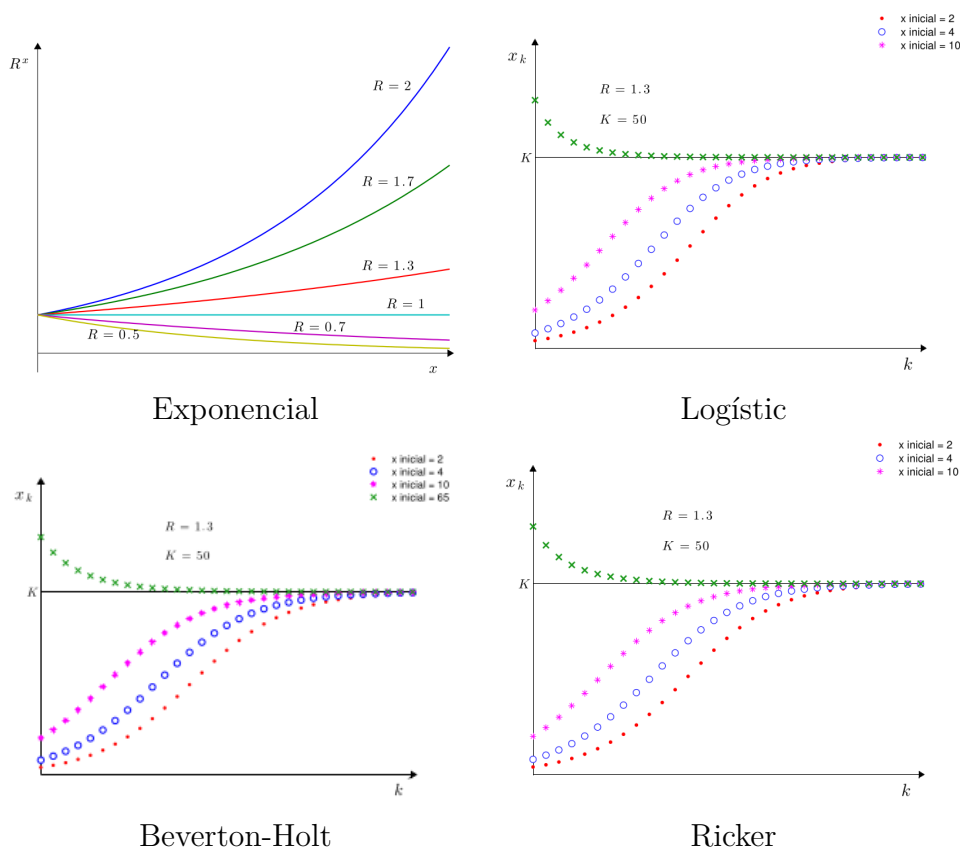 R^x
R = 2
R = 1.7
R = 1.3
R = 1
R = 0.7
R = 0.5
x
Exponencial
x inicial = 2
x inicial = 4
x inicial = 10
x_k
R = 1.3
K = 50
K
k
Logístic
x inicial = 2
x inicial = 4
x inicial = 10
x inicial = 65
x_k
R = 1.3
K = 50
K
k
Beverton-Holt
x inicial = 2
x inicial = 4
x inicial = 10
x_k
R = 1.3
K = 50
K
k
Ricker